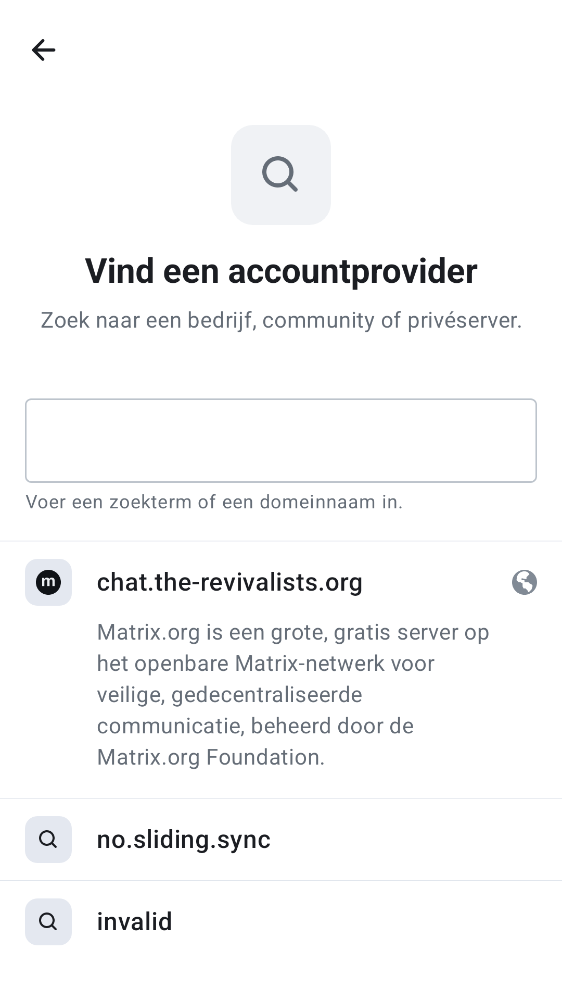 Vind een accountprovider
Zoek naar een bedrijf, community of privéserver.
Voer een zoekterm of een domeinnaam in.
m
chat.the-revivalists.org
Matrix.org is een grote, gratis server op
het openbare Matrix-netwerk voor
veilige, gedecentraliseerde
communicatie, beheerd door de
Matrix.org Foundation.
no.sliding.sync
invalid